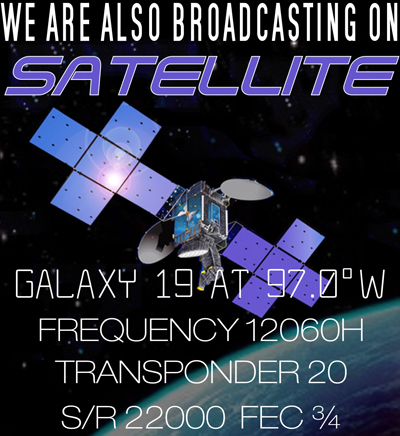 WE ARE ALSO BROADCASTING ON
SATELLITE
GALAXY 19 AT 97.0°W
FREQUENCY 12060H
TRANSPONDER 20
S/R 22000 FEC ¾